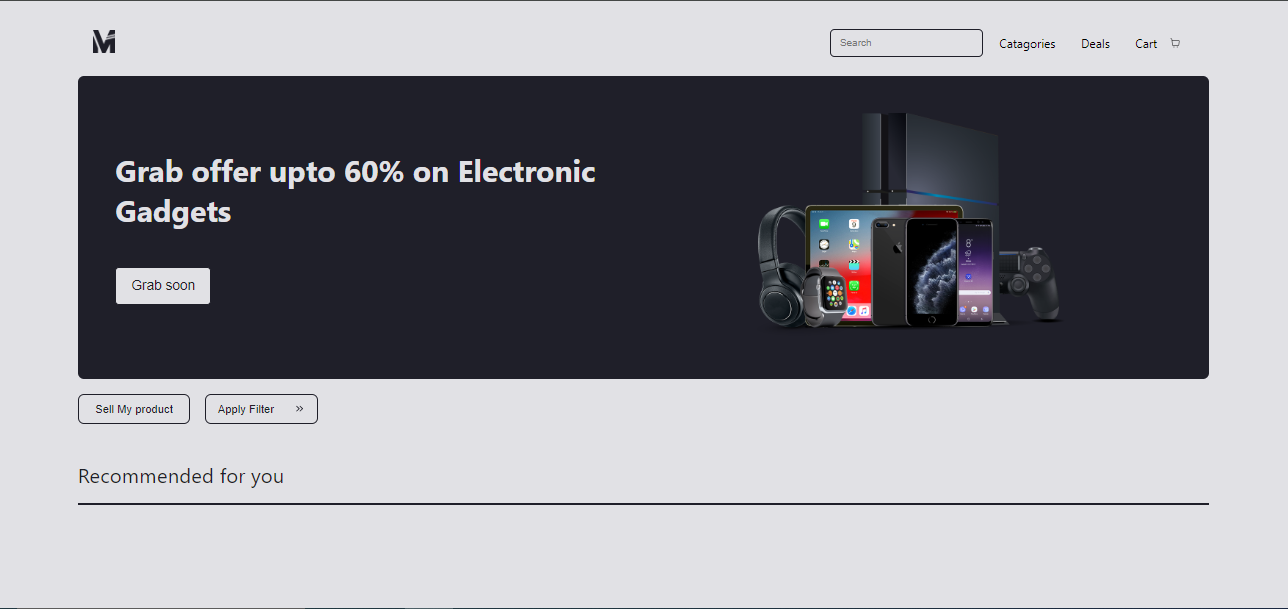 M
Search
Catagories
Deals
Cart
Grab offer upto 60% on Electronic
Gadgets
Grab soon
Sell My product
Apply Filter »
Recommended for you